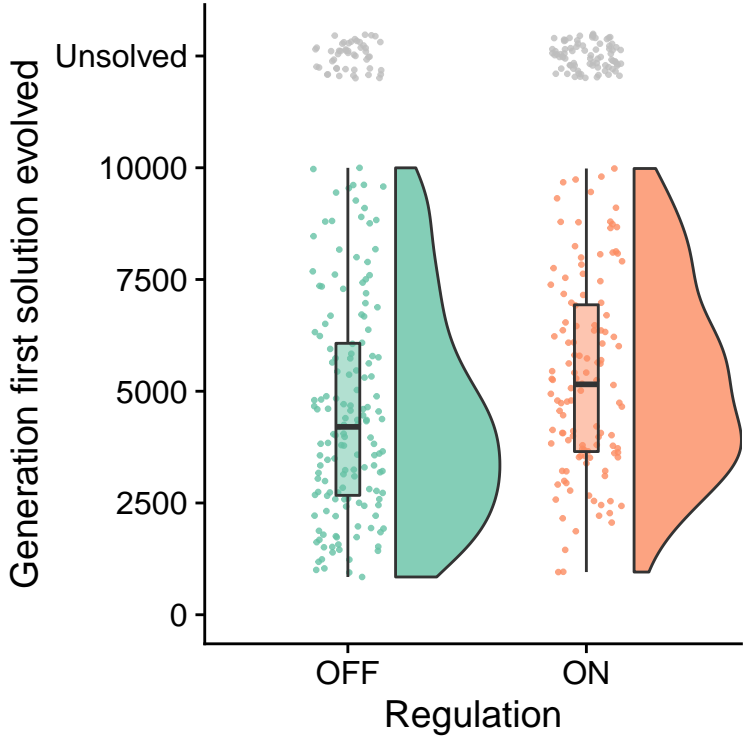 Generation first solution evolved
Unsolved
10000
7500
5000
2500
0
OFF
ON
Regulation